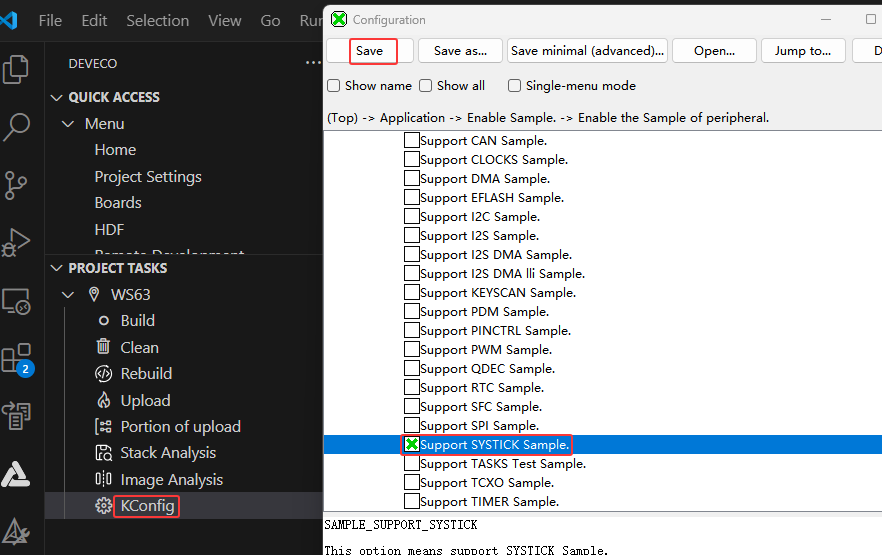 File Edit Selection View Go Run
DEVECO
QUICK ACCESS
Menu
Home
Project Settings
Boards
HDF
PROJECT TASKS
WS63
Build
Clean
Rebuild
Upload
Portion of upload
Stack Analysis
Image Analysis
KConfig
2
Configuration
Save Save as... Save minimal (advanced)... Open... Jump to... D
Show name Show all Single-menu mode
(Top) -> Application -> Enable Sample. -> Enable the Sample of peripheral.
Support CAN Sample.
Support CLOCKS Sample.
Support DMA Sample.
Support EFLASH Sample.
Support I2C Sample.
Support I2S Sample.
Support I2S DMA Sample.
Support I2S DMA lli Sample.
Support KEYSCAN Sample.
Support PDM Sample.
Support PINCTRL Sample.
Support PWM Sample.
Support QDEC Sample.
Support RTC Sample.
Support SFC Sample.
Support SPI Sample.
Support SYSTICK Sample.
Support TASKS Test Sample.
Support TCXO Sample.
Support TIMER Sample.
SAMPLE_SUPPORT_SYSTICK
This option means support SYSTICK Sample.